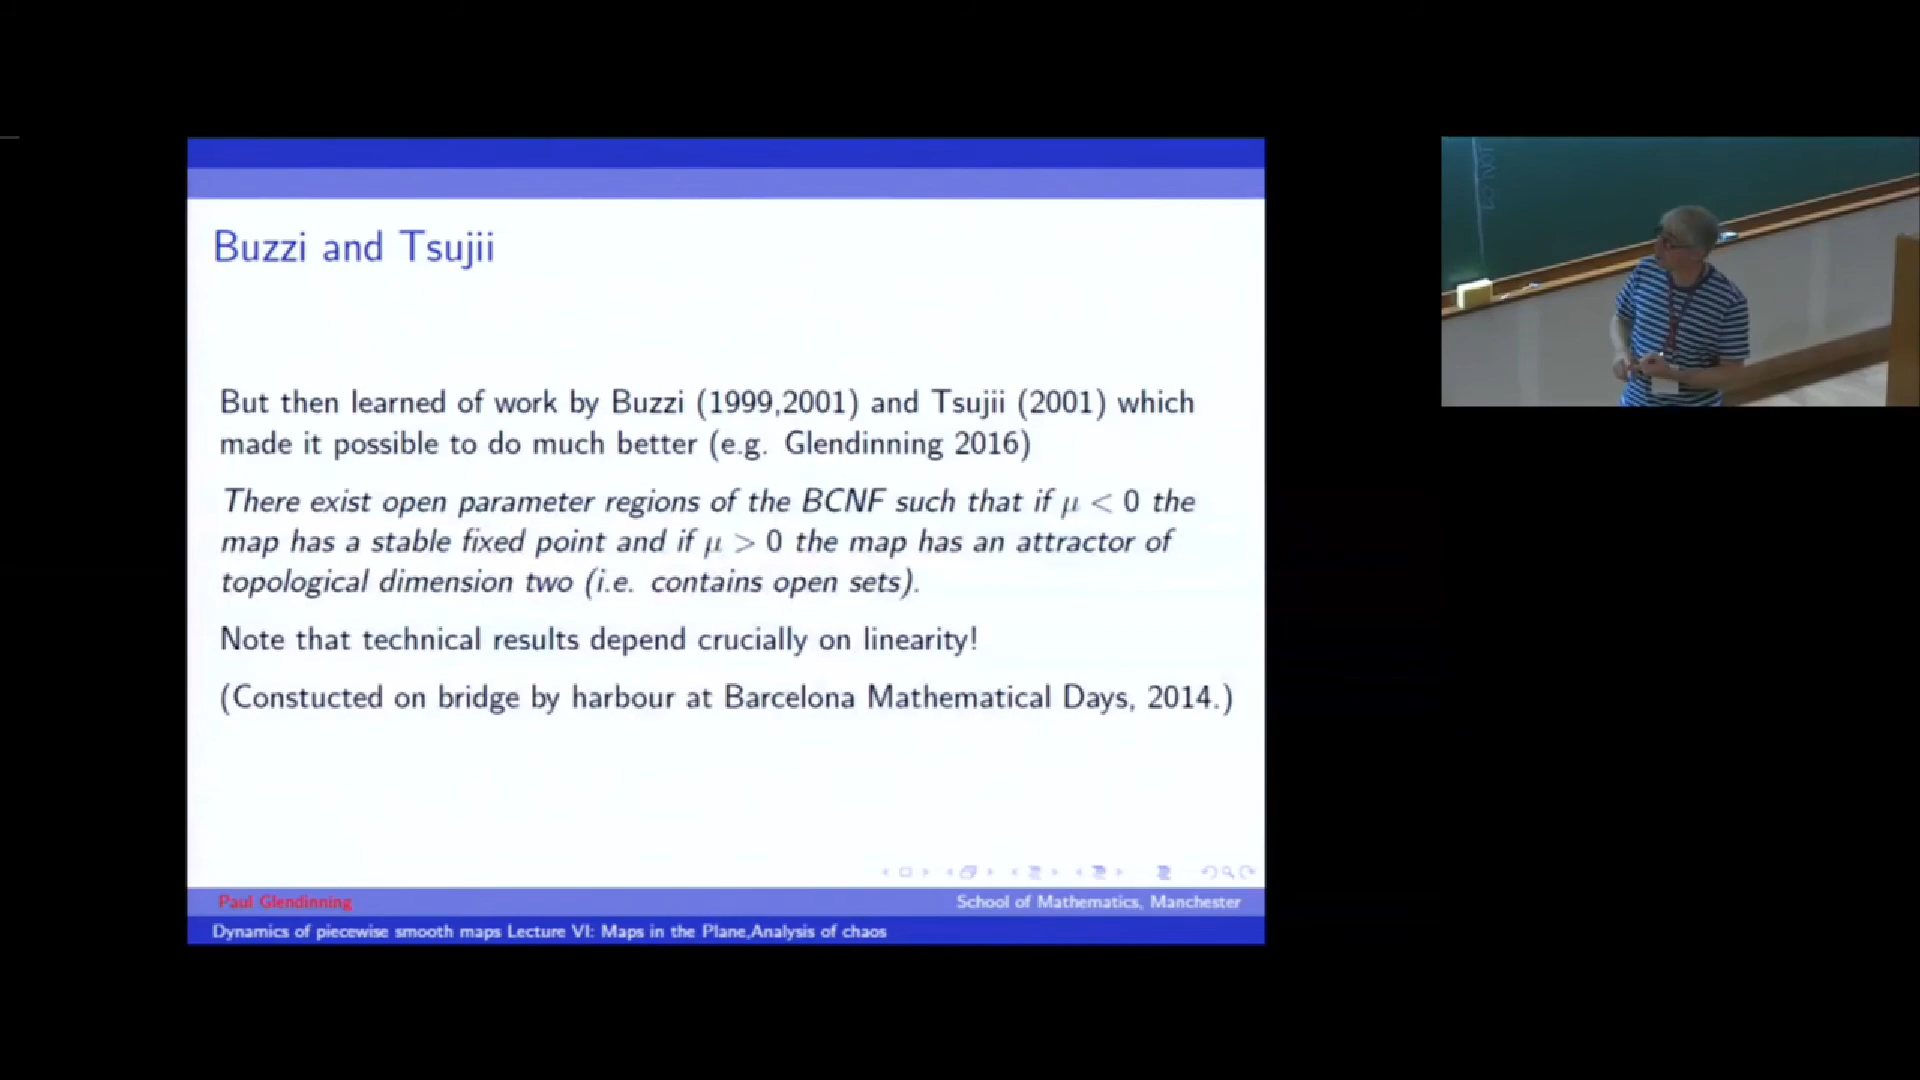 Buzzi and Tsujii
But then learned of work by Buzzi (1999,2001) and Tsujii (2001) which
made it possible to do much better (e.g. Glendinning 2016)
There exist open parameter regions of the BCNF such that if μ < 0 the
map has a stable fixed point and if μ > 0 the map has an attractor of
topological dimension two (i.e. contains open sets).
Note that technical results depend crucially on linearity!
(Constucted on bridge by harbour at Barcelona Mathematical Days, 2014.)
Paul Glendinning
School of Mathematics, Manchester
Dynamics of piecewise smooth maps Lecture VI: Maps in the Plane,Analysis of chaos